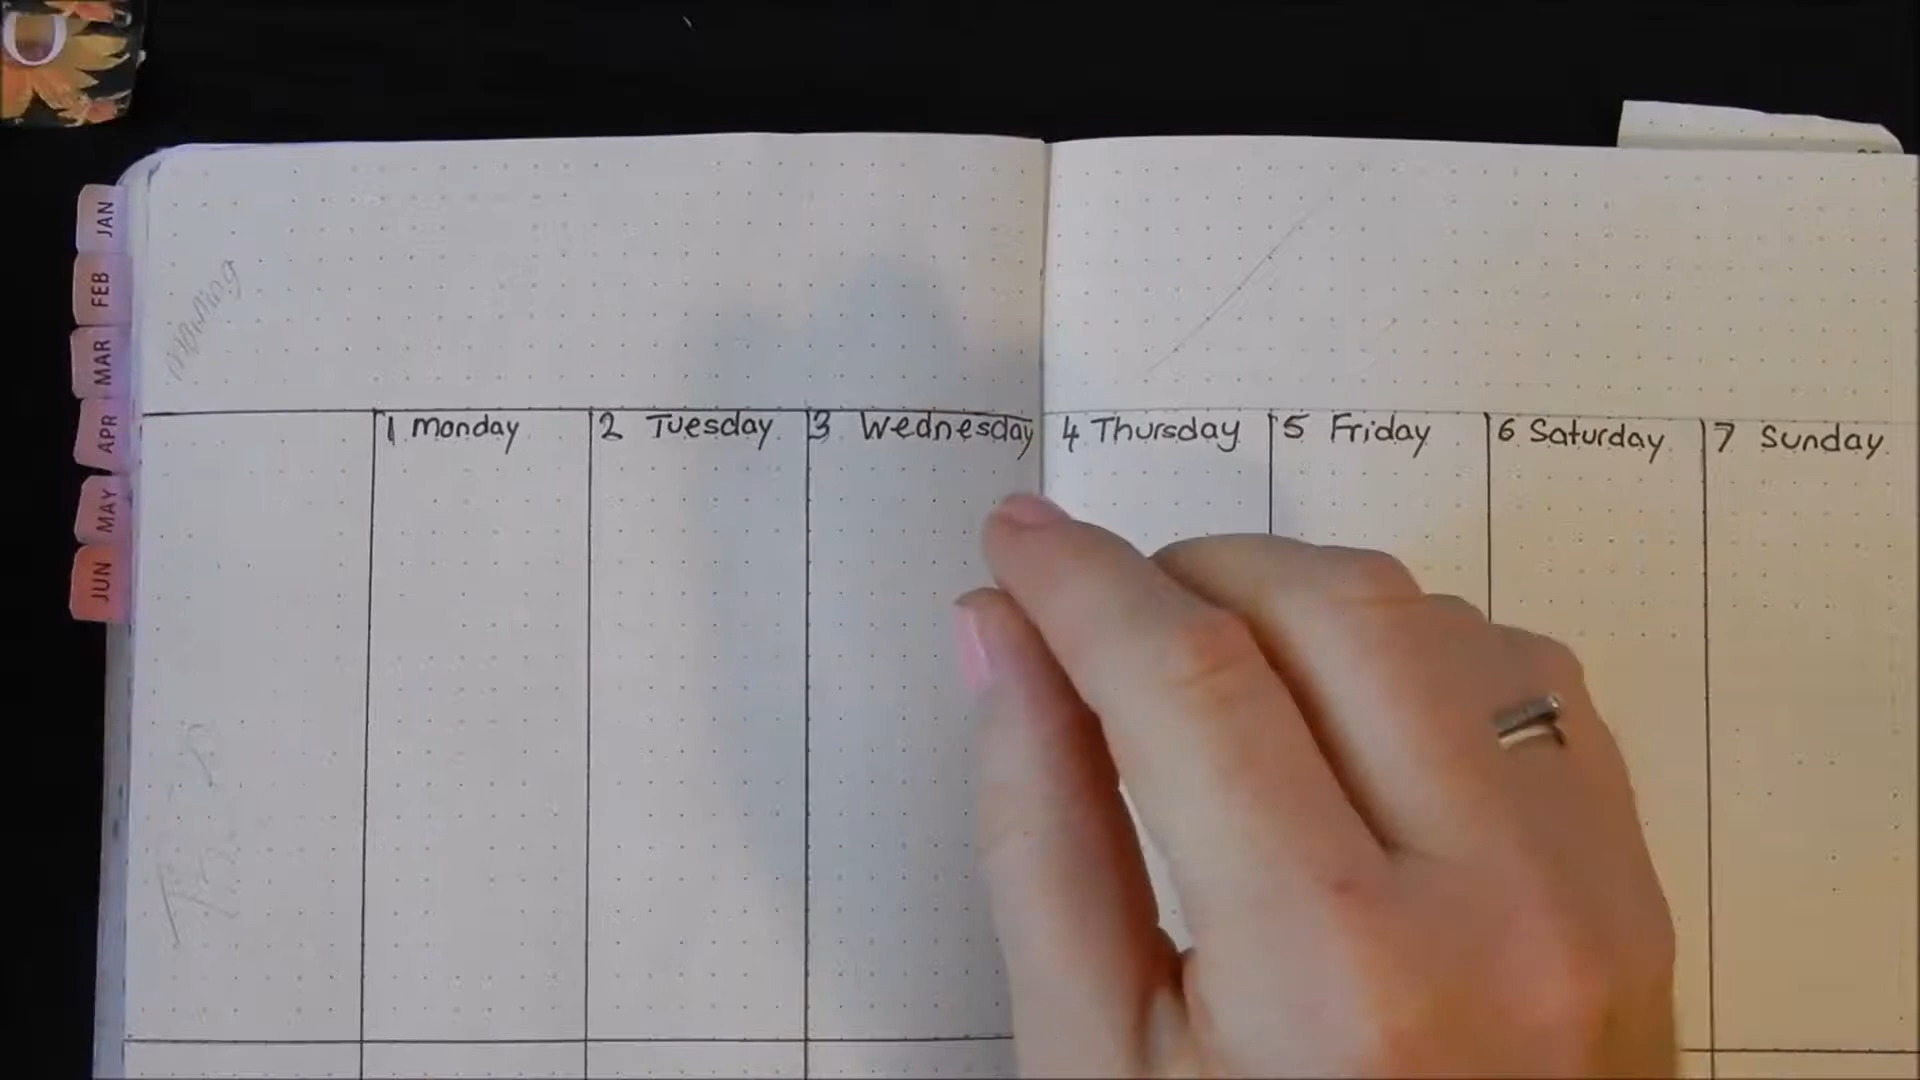 JAN
FEB
MAR
APR
MAY
JUN
morning
1 monday 2 Tuesday 3 Wednesday 4 Thursday 5 Friday 6 Saturday 7 Sunday